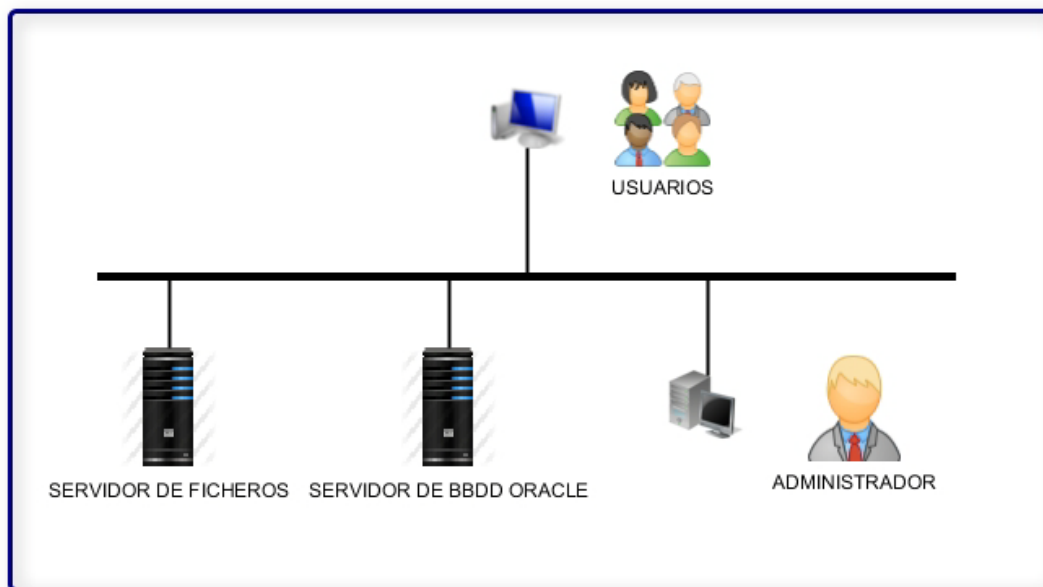 USUARIOS
SERVIDOR DE FICHEROS
SERVIDOR DE BBDD ORACLE
ADMINISTRADOR